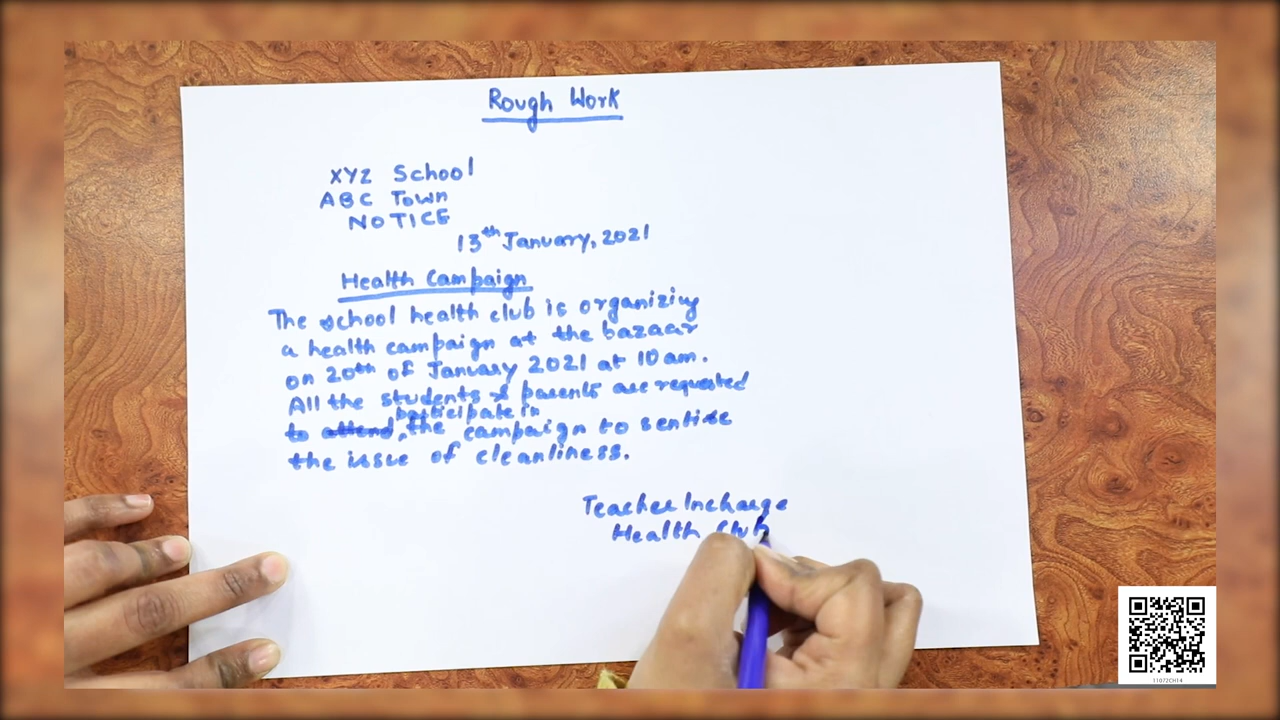 Rough Work
XYZ School
ABC Town
NOTICE
13th January, 2021
Health Campaign
The school health club is organizing
a health campaign at the bazaar
on 20th of January 2021 at 10 am.
All the students & parents are requested
participate in
to attend, the campaign to sentise
the issue of cleanliness.
Teacher Incharge
Health Club
11072CH14